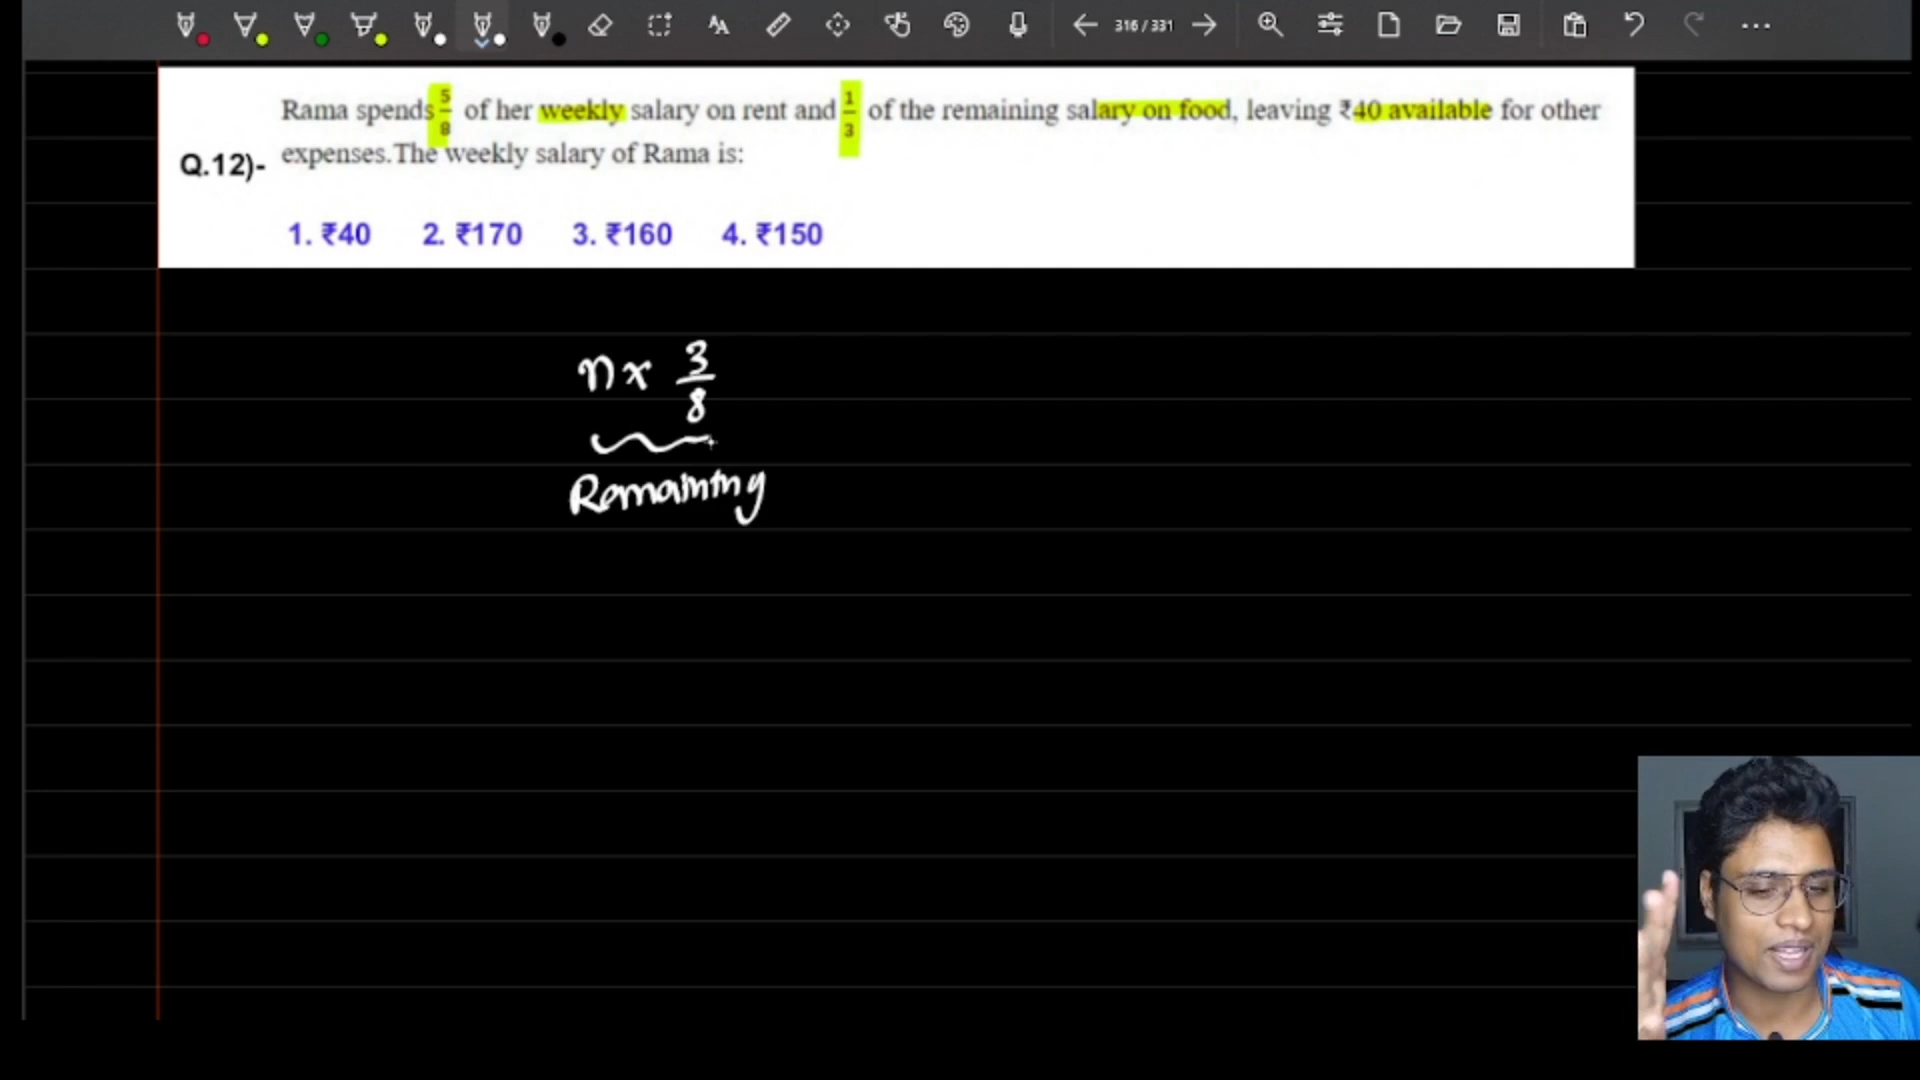 316 / 331
Rama spends 5/8 of her weekly salary on rent and 1/3 of the remaining salary on food, leaving ₹40 available for other
Q.12)- expenses.The weekly salary of Rama is:
1. ₹40 2. ₹170 3. ₹160 4. ₹150
n x 3/8
Remaining